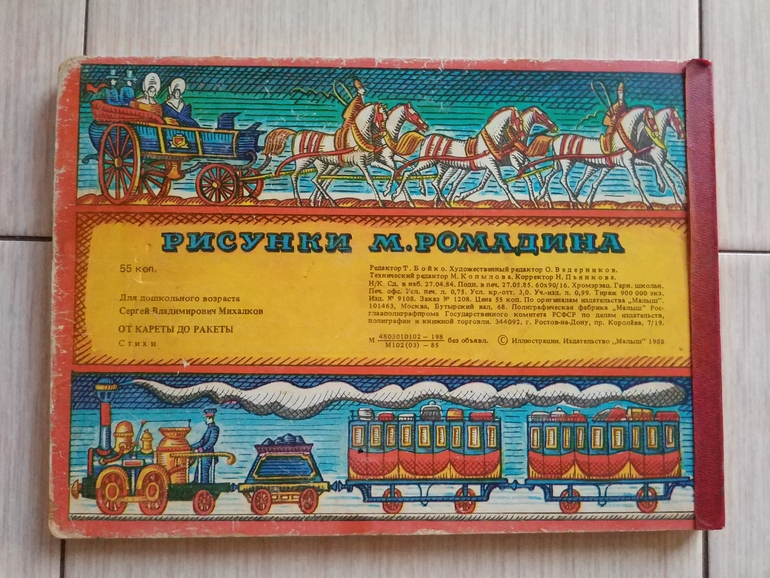 РИСУНКИ М.РОМАДИНА
55 коп.
Для дошкольного возраста
Сергей Владимирович Михалков
ОТ КАРЕТЫ ДО РАКЕТЫ
Стихи
Редактор Т. Бойко. Художественный редактор О. Ведерников.
Технический редактор М. Копылова. Корректор Н. Пьянкова.
Н/К. Сд. в наб. 27.04.84. Подп. в печ. 27.05.85. 60х90/16. Хромэрзац. Гарн. школьн.
Печ. офс. Усл. печ. л. 0,75. Усл. кр.-отт. 3,0. Уч.-изд. л. 0,99. Тираж 900 000 экз.
Изд. № 9108. Заказ № 1208. Цена 55 коп. По оригиналам издательства „Малыш".
101463, Москва, Бутырский вал, 68. Полиграфическая фабрика „Малыш" Рос-
главполиграфпрома Государственного комитета РСФСР по делам издательств,
полиграфии и книжной торговли. 344092, г. Ростов-на-Дону, пр. Королёва, 7/19.
М 4803010102 — 198
М102(03) — 85 без объявл. © Иллюстрации. Издательство „Малыш" 1985